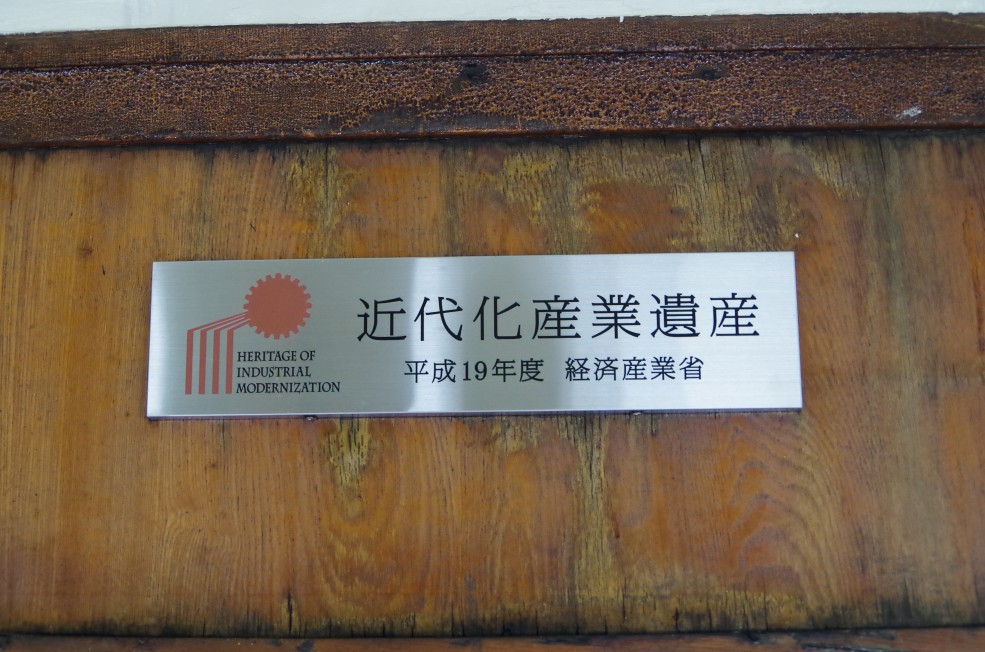 近代化産業遺産
平成19年度 経済産業省
HERITAGE OF
INDUSTRIAL
MODERNIZATION